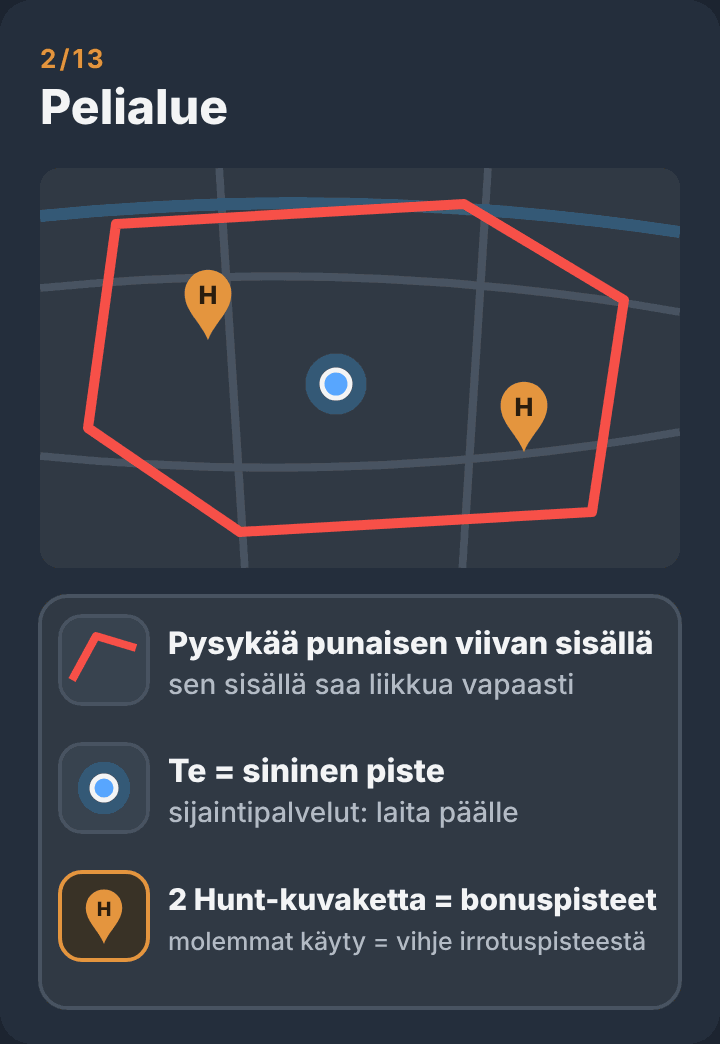 2/13
Pelialue
H
H
Pysykää punaisen viivan sisällä
sen sisällä saa liikkua vapaasti
Te = sininen piste
sijaintipalvelut: laita päälle
H
2 Hunt-kuvaketta = bonuspisteet
molemmat käyty = vihje irrotuspisteestä